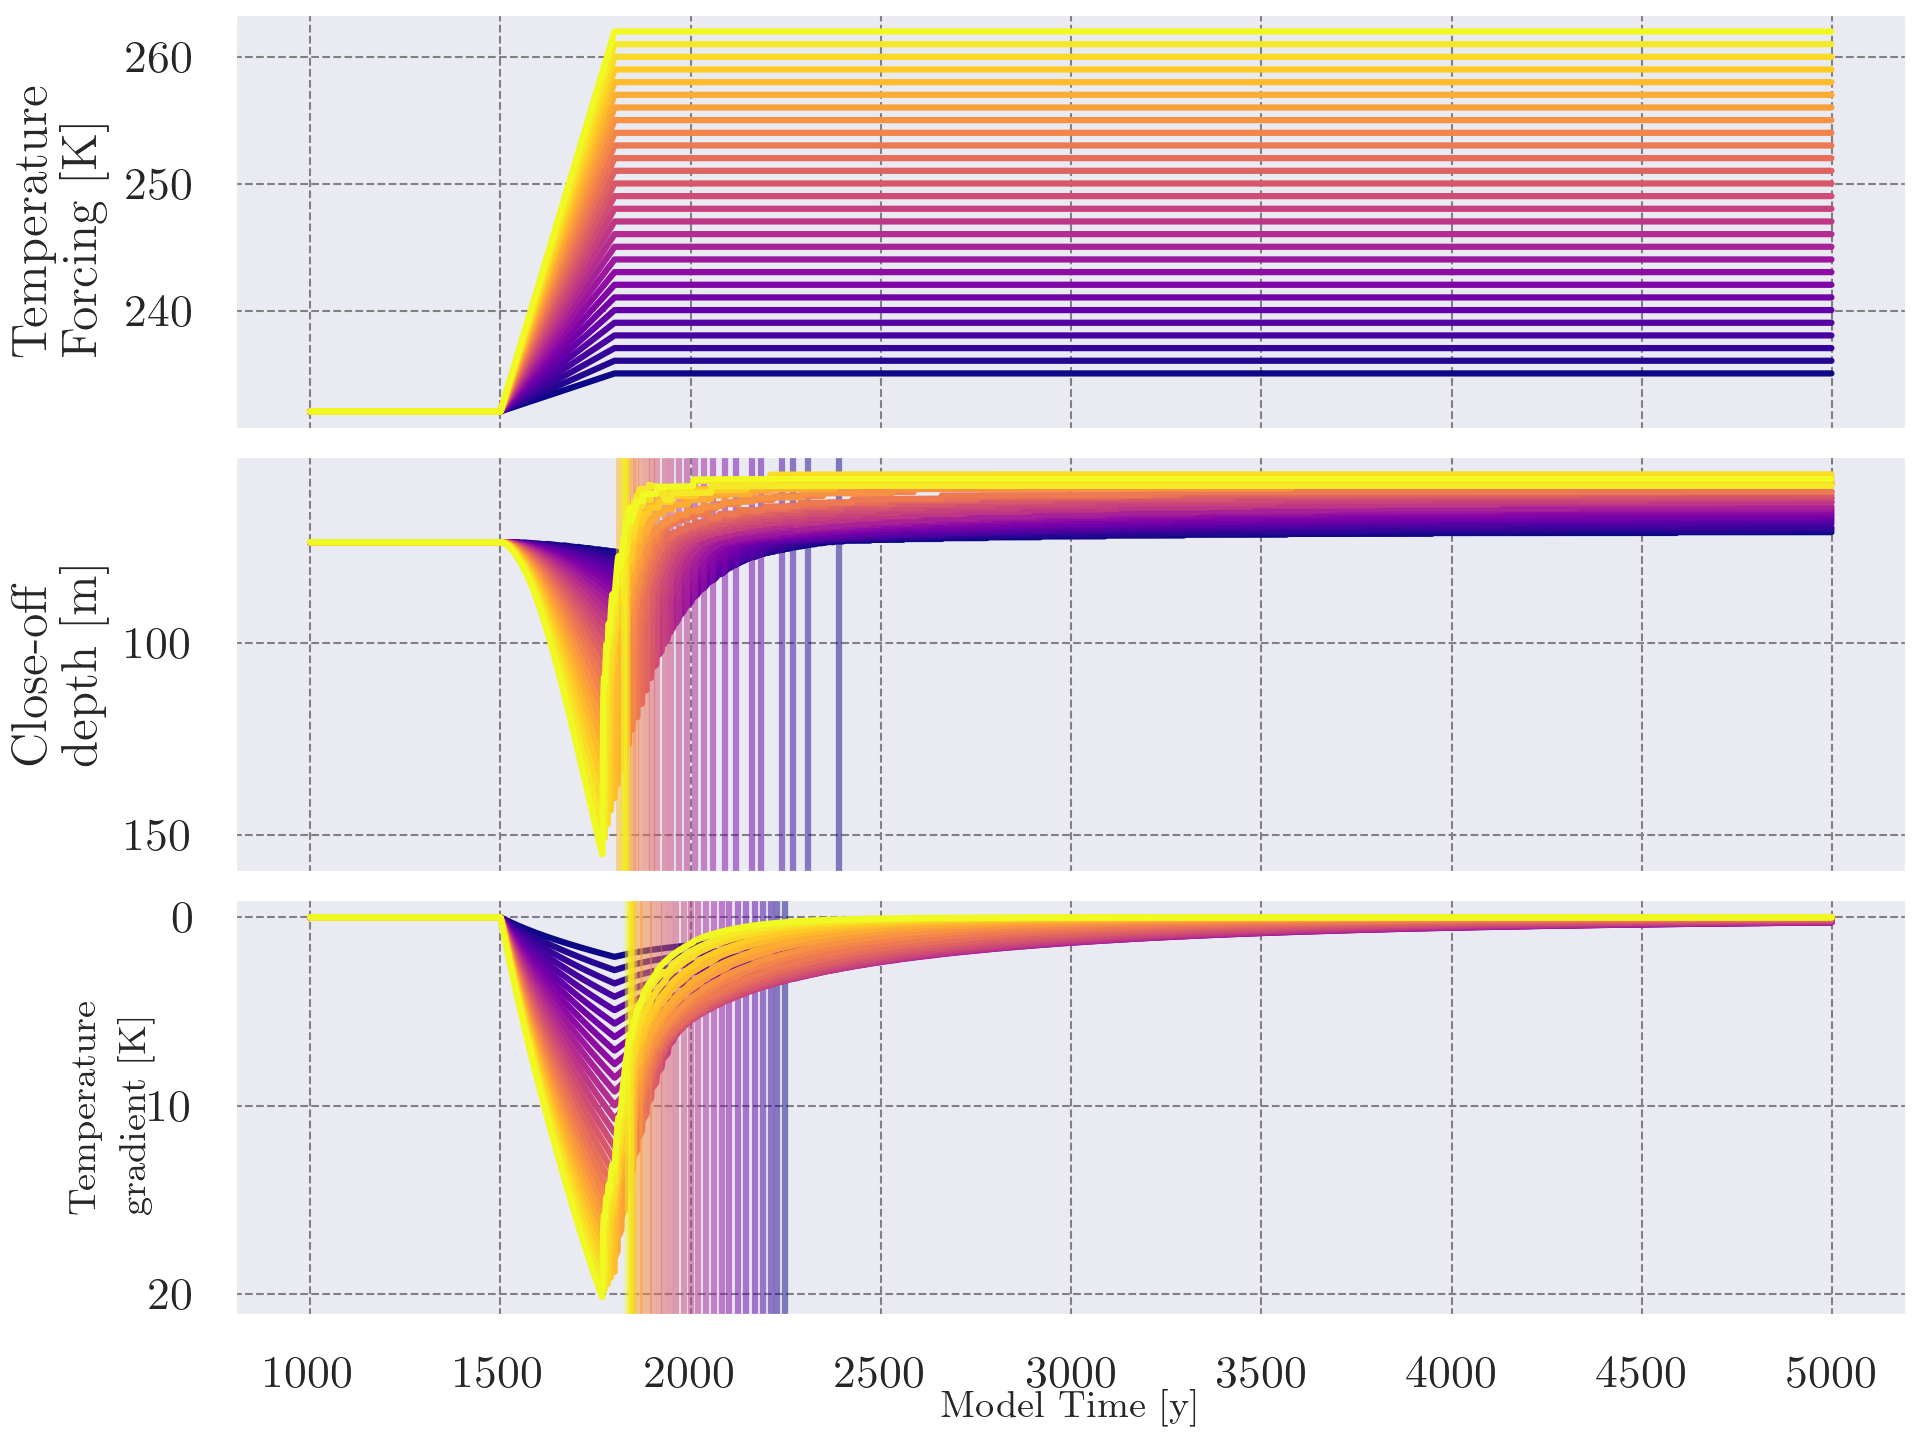 Temperature
Forcing [K]
260
250
240
Close-off
depth [m]
100
150
Temperature
gradient [K]
0
10
20
1000 1500 2000 2500 3000 3500 4000 4500 5000
Model Time [y]